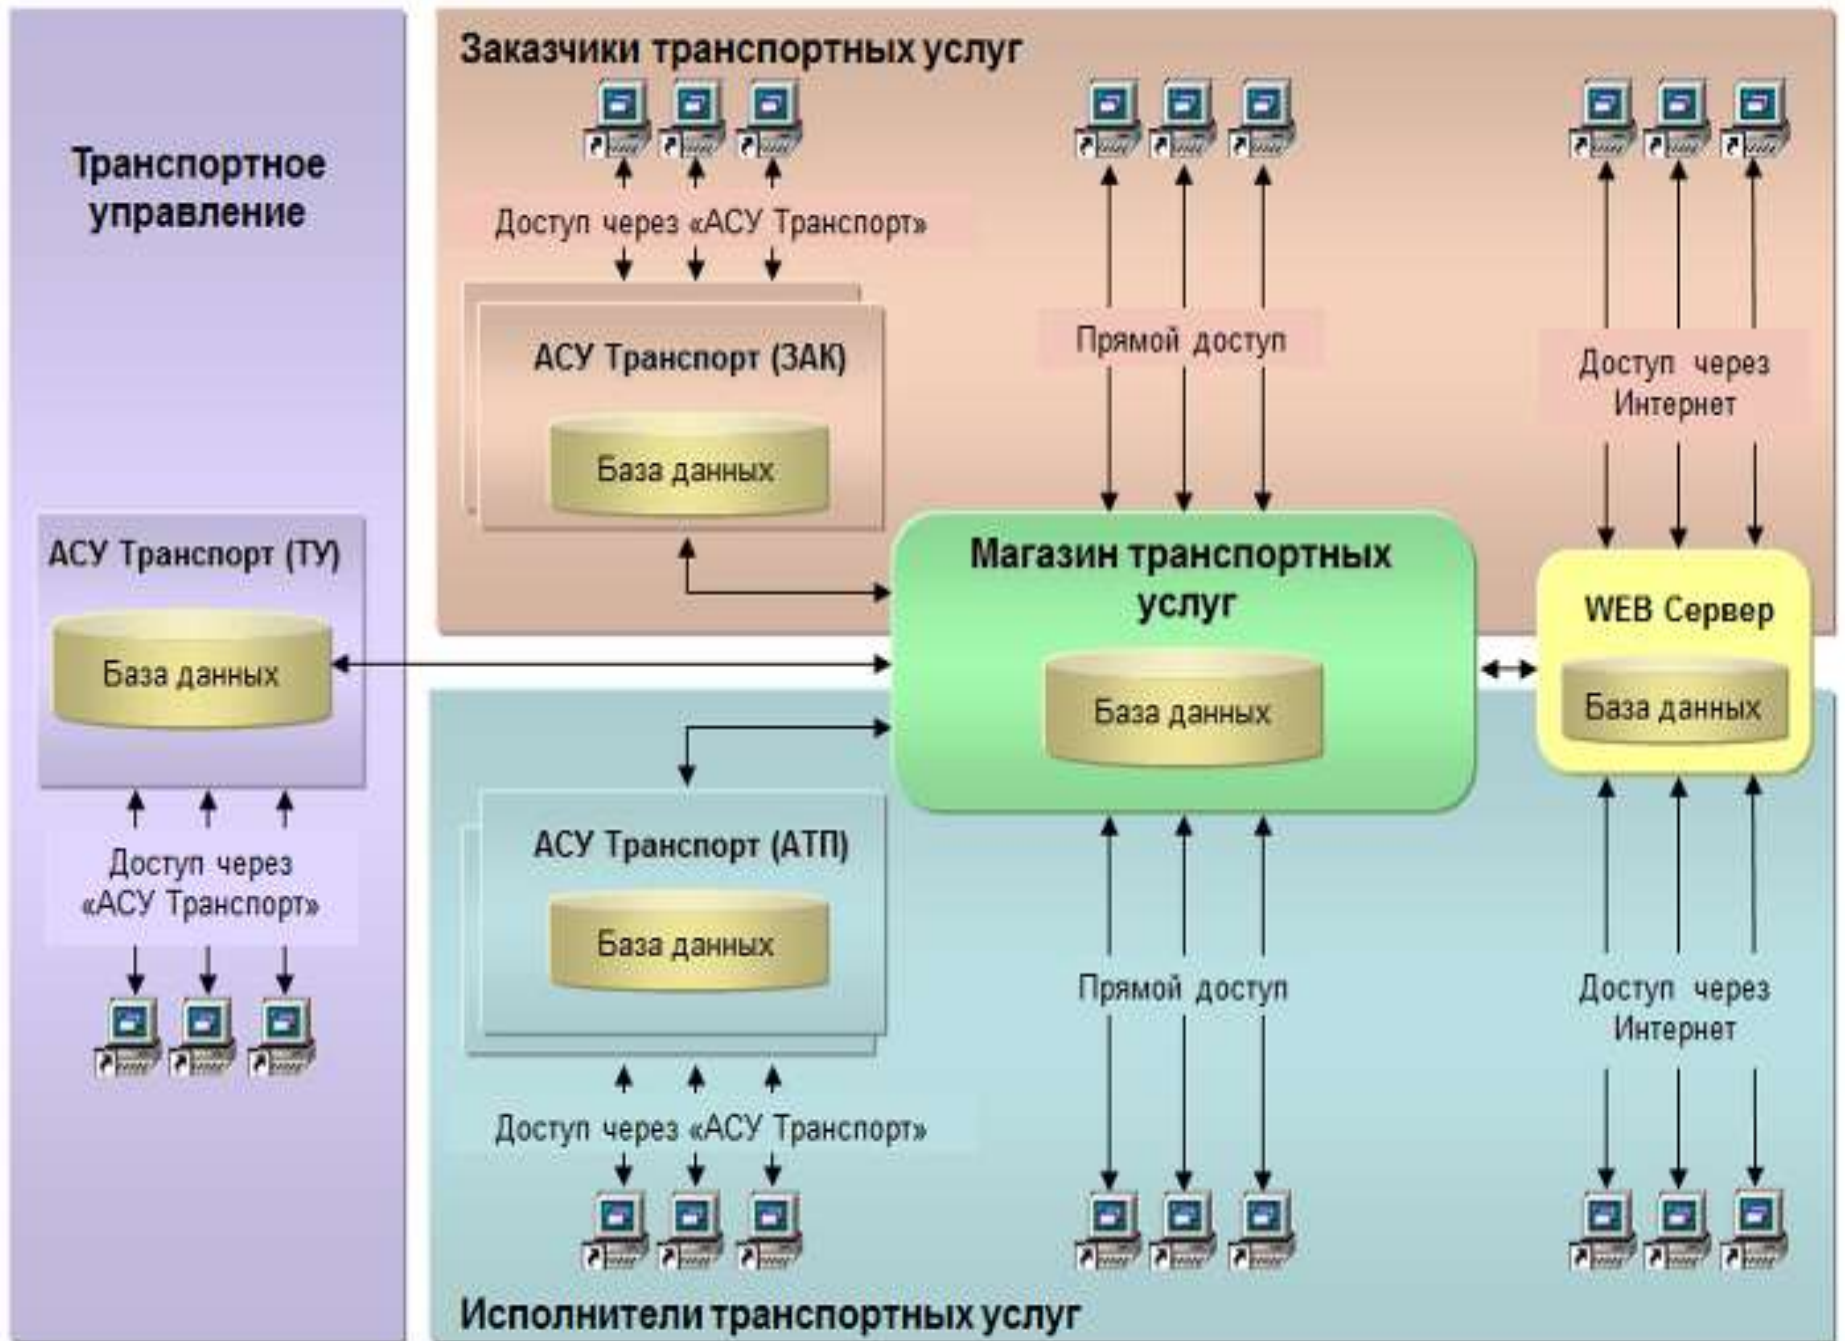 Транспортное
управление
АСУ Транспорт (ТУ)
База данных
Доступ через
«АСУ Транспорт»
Заказчики транспортных услуг
Доступ через «АСУ Транспорт»
АСУ Транспорт (ЗАК)
База данных
Прямой доступ
Доступ через
Интернет
Магазин транспортных
услуг
База данных
WEB Сервер
База данных
АСУ Транспорт (АТП)
База данных
Доступ через «АСУ Транспорт»
Прямой доступ
Доступ через
Интернет
Исполнители транспортных услуг